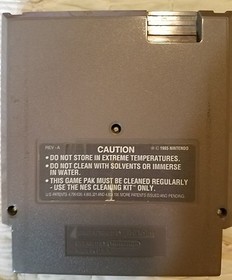 REV-A
CAUTION
© 1985 NINTENDO
• DO NOT STORE IN EXTREME TEMPERATURES.
• DO NOT CLEAN WITH SOLVENTS OR IMMERSE
IN WATER.
• THIS GAME PAK MUST BE CLEANED REGULARLY
- USE THE NES CLEANING KIT™ ONLY.